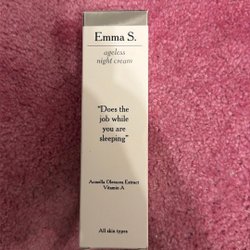 Emma S.
ageless
night cream
"Does the
job while
you are
sleeping"
Acmella Oleracea Extract
Vitamin A
All skin types